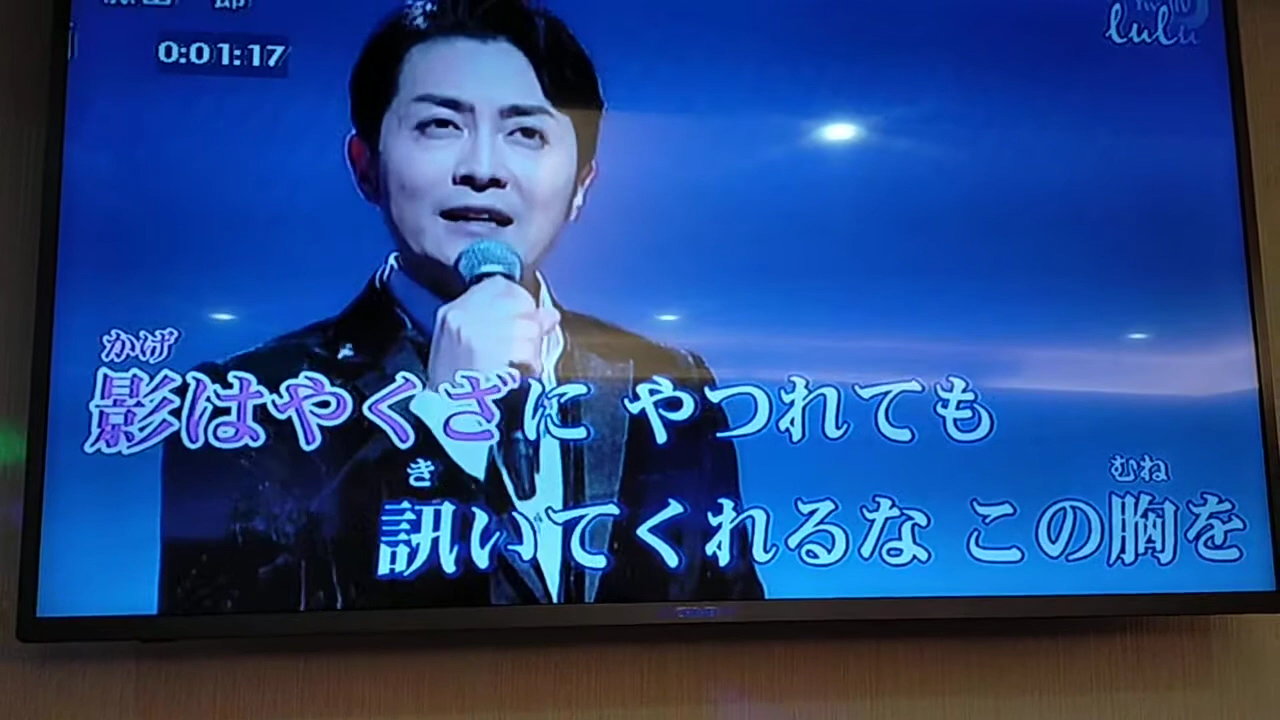 0:01:17
lulu
かげ
影はやくざに やつれても
き
訊いてくれるな この胸を
むね